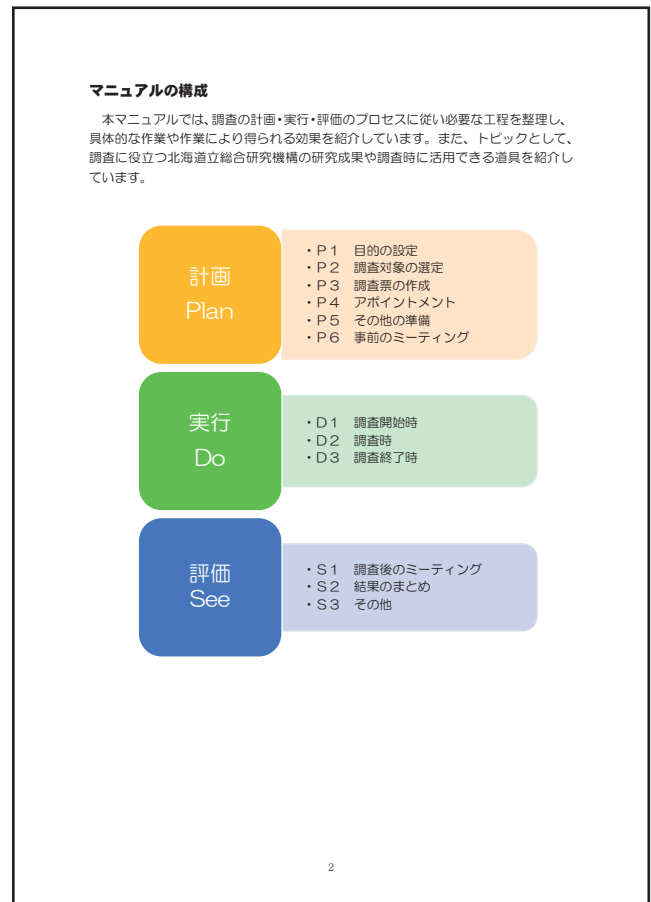 マニュアルの構成
本マニュアルでは、調査の計画・実行・評価のプロセスに従い必要な工程を整理し、
具体的な作業や作業により得られる効果を紹介しています。また、トピックとして、
調査に役立つ北海道立総合研究機構の研究成果や調査時に活用できる道具を紹介し
ています。
計画
Plan
・Ｐ１　目的の設定
・Ｐ２　調査対象の選定
・Ｐ３　調査票の作成
・Ｐ４　アポイントメント
・Ｐ５　その他の準備
・Ｐ６　事前のミーティング
実行
Do
・Ｄ１　調査開始時
・Ｄ２　調査時
・Ｄ３　調査終了時
評価
See
・Ｓ１　調査後のミーティング
・Ｓ２　結果のまとめ
・Ｓ３　その他
2